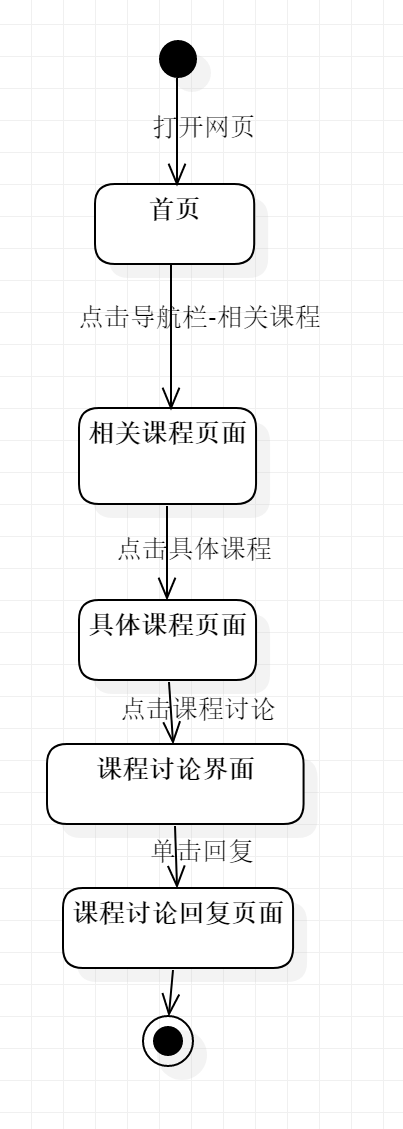 打开网页
首页
点击导航栏-相关课程
相关课程页面
点击具体课程
具体课程页面
点击课程讨论
课程讨论界面
单击回复
课程讨论回复页面